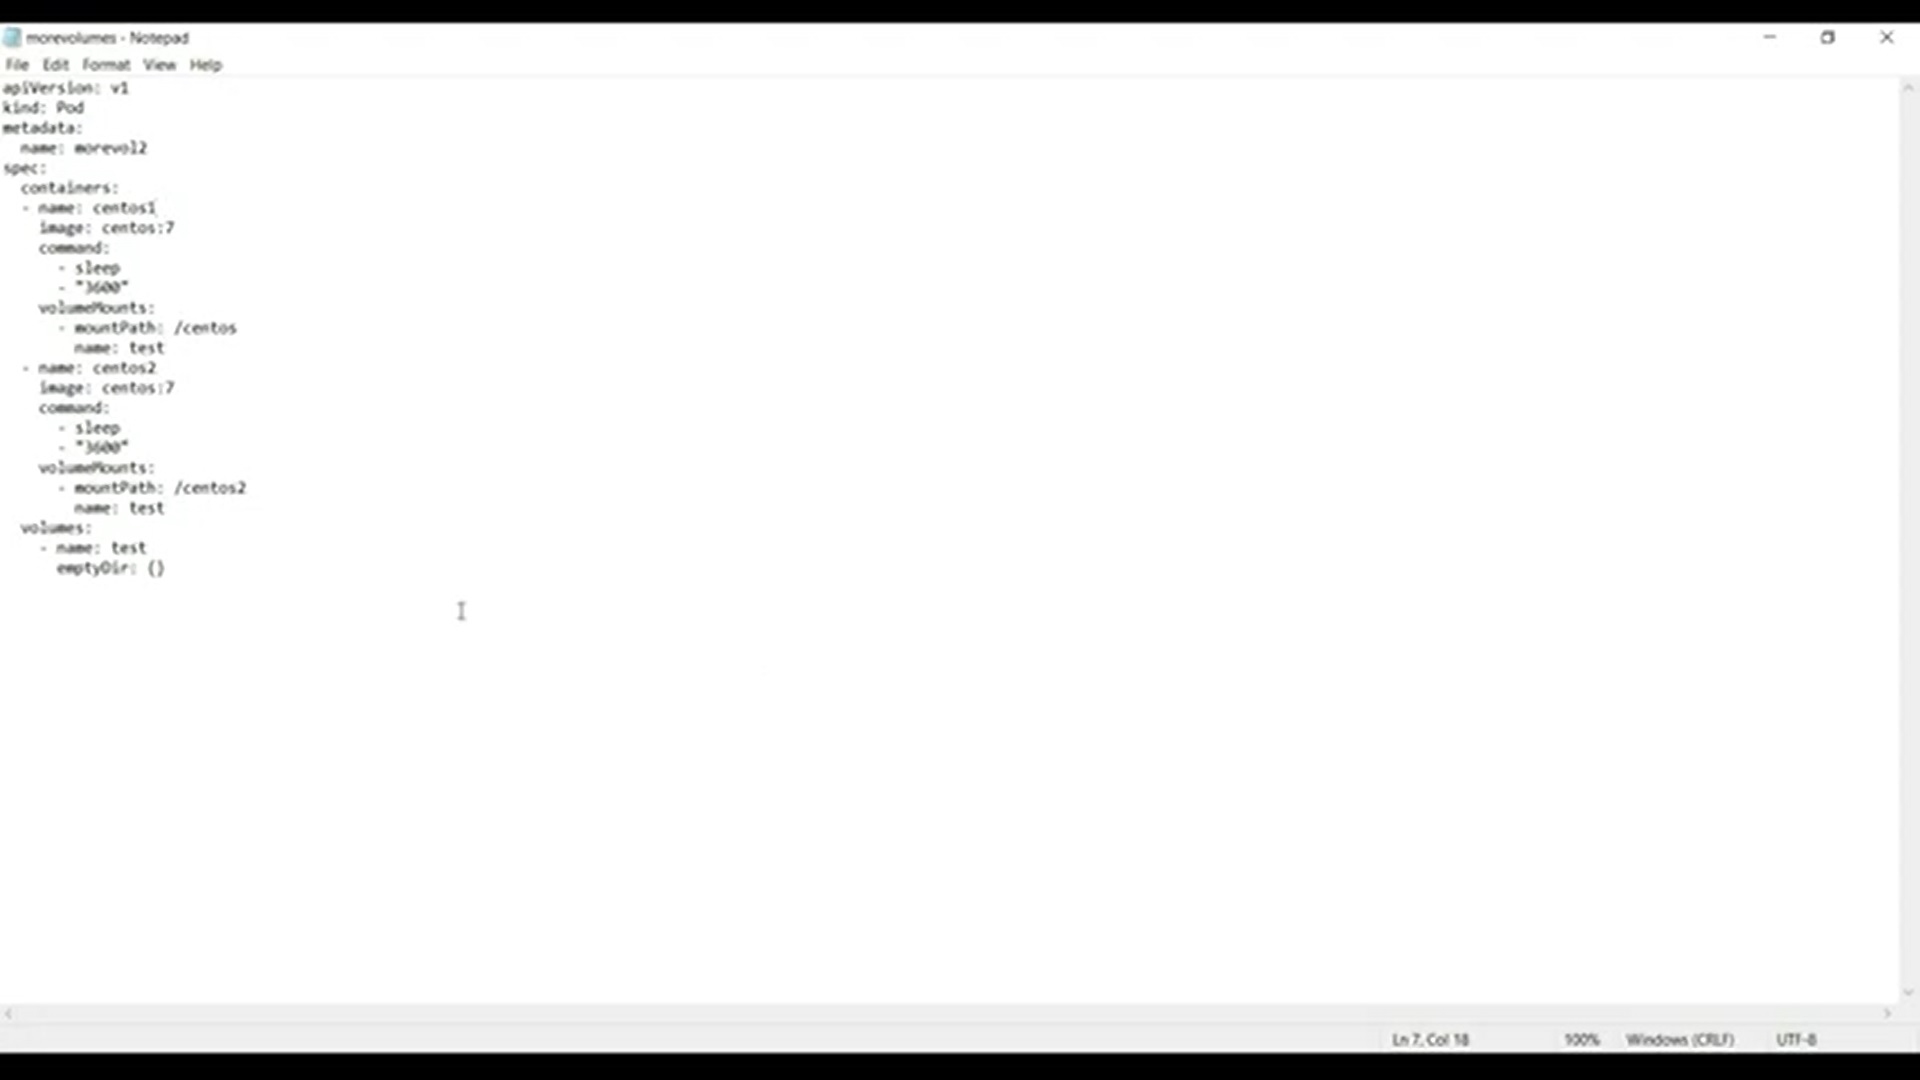 morevolumes - Notepad
File Edit Format View Help
apiVersion: v1
kind: Pod
metadata:
  name: morevol2
spec:
  containers:
  - name: centos1
    image: centos:7
    command:
      - sleep
      - "3600"
    volumeMounts:
      - mountPath: /centos
        name: test
  - name: centos2
    image: centos:7
    command:
      - sleep
      - "3600"
    volumeMounts:
      - mountPath: /centos2
        name: test
  volumes:
    - name: test
      emptyDir: {}
Ln 7, Col 18 100% Windows (CRLF) UTF-8